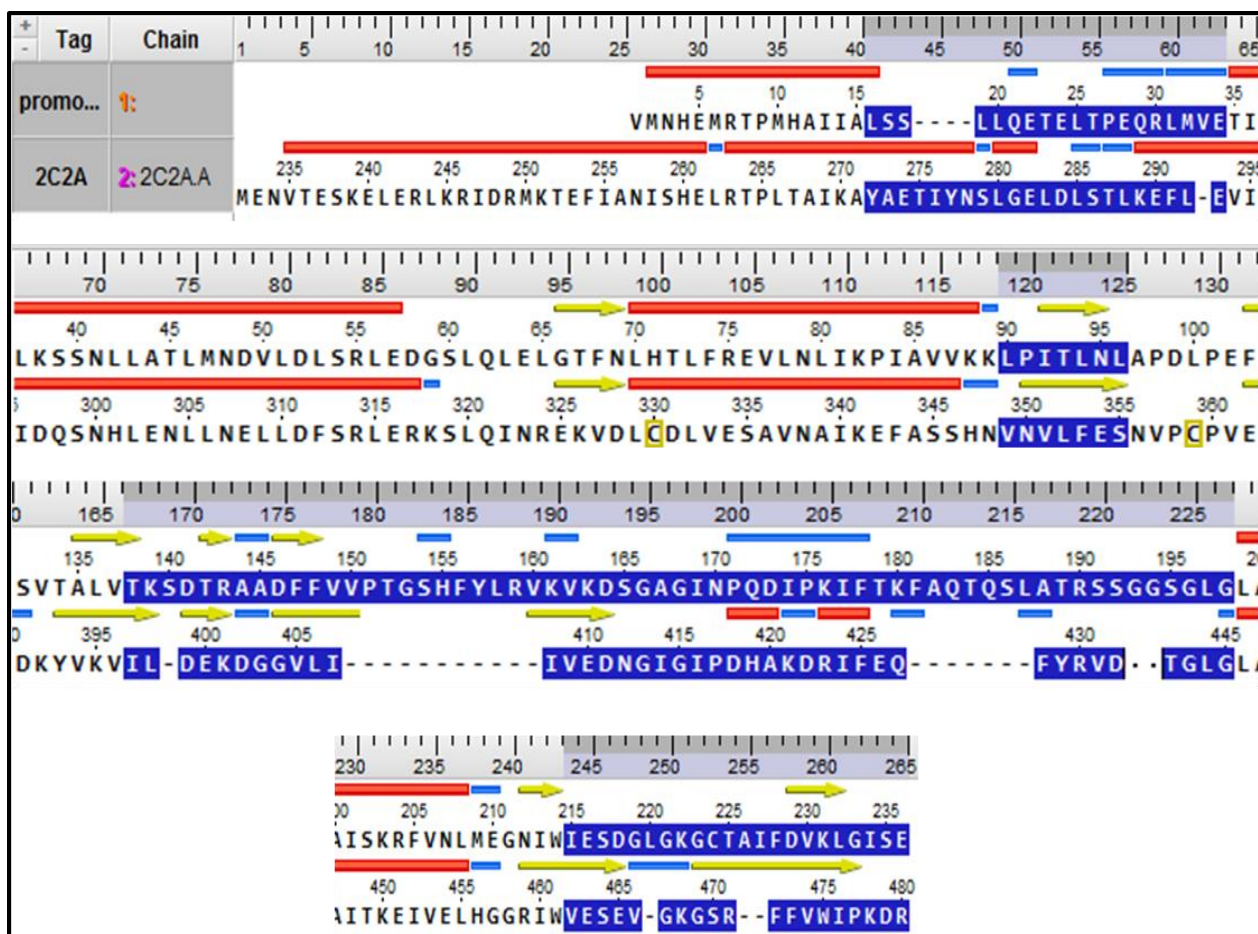 +
-
Tag
Chain
1 5 10 15 20 25 30 35 40 45 50 55 60 65
promo...
1:
5 10 15 20 25 30 35
VMNHEMRTPMHAIIALSS----LLQETELTPEQRLMVETI
2C2A
2: 2C2A.A
235 240 245 250 255 260 265 270 275 280 285 290 295
MENVTESKELERLKRIDRMKTEFIANISHELRTPLTAIKAYAETIYNSLGELDLSTLKEFL-EVI
70 75 80 85 90 95 100 105 110 115 120 125 130
40 45 50 55 60 65 70 75 80 85 90 95 100
LKSSNLLATLMNDVLDLSRLEDGSLQLELGTFNLHTLFREVLNLIKPIAVVKKLPITLNLAPDLPEF
300 305 310 315 320 325 330 335 340 345 350 355 360
IDQSNHLENLLNELLDFSRLERKSLQINREKVDLCDLVESAVNAIKEFASSHNVNVLFESNVPCPVE
0 165 170 175 180 185 190 195 200 205 210 215 220 225
135 140 145 150 155 160 165 170 175 180 185 190 195 20
SVTALVTKSDTRAADFFVVPTGSHFYLRVKVKDSGAGINPQDIPKIFTKFAQTQSLATRSSGGSGLGLA
0 395 400 405 410 415 420 425 430 445
DKYVKVIL-DEKDGGVLI-----------IVEDNGIGIPDHAKDRIFEQ-------FYRVD··TGLGLA
230 235 240 245 250 255 260 265
00 205 210 215 220 225 230 235
AISKRFVNLMEGNIWIESDGLGKGCTAIFDVKLGISE
450 455 460 465 470 475 480
AITKEIVELHGGRIWVESEV-GKGSR--FFVWIPKDR